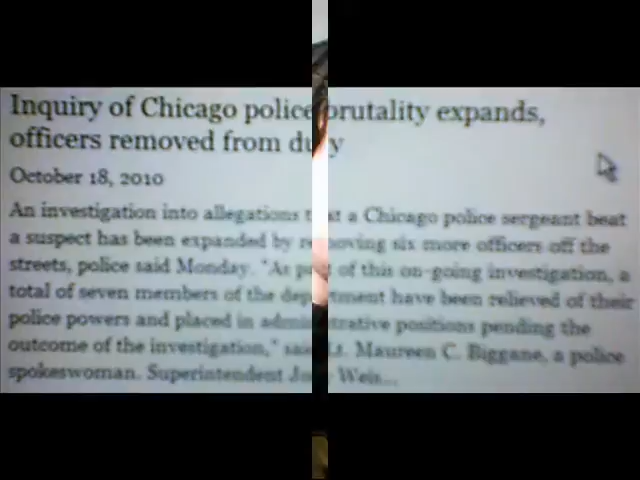 Inquiry of Chicago police brutality expands,
officers removed from duty
October 18, 2010
An investigation into allegations that a Chicago police sergeant beat
a suspect has been expanded by removing six more officers off the
streets, police said Monday. "As part of this on-going investigation, a
total of seven members of the department have been relieved of their
police powers and placed in administrative positions pending the
outcome of the investigation," said Lt. Maureen C. Biggane, a police
spokeswoman. Superintendent Jody Weis...